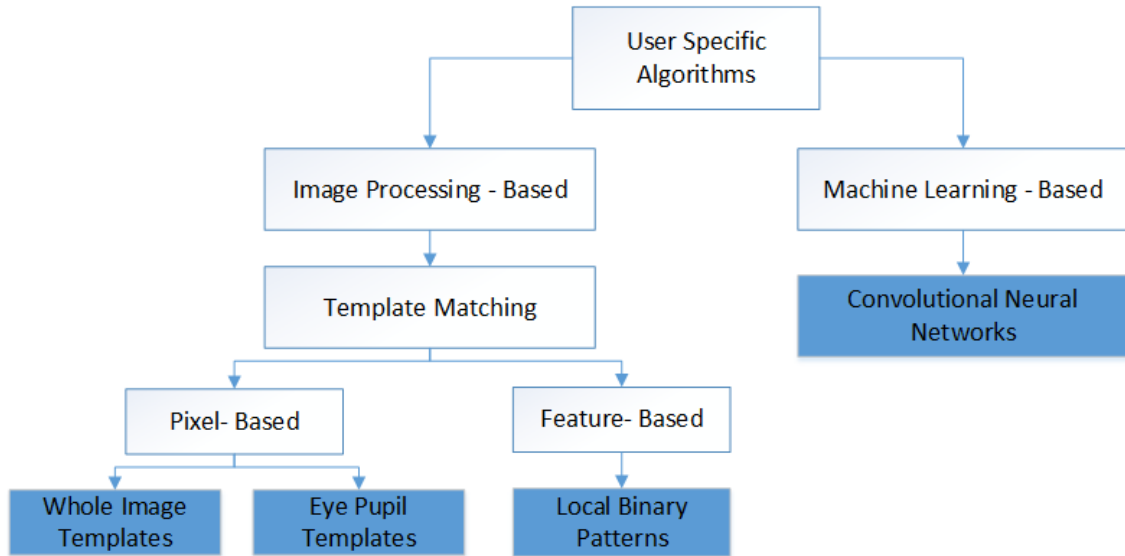 User Specific
Algorithms
Image Processing - Based
Machine Learning - Based
Template Matching
Convolutional Neural
Networks
Pixel- Based
Feature- Based
Whole Image
Templates
Eye Pupil
Templates
Local Binary
Patterns